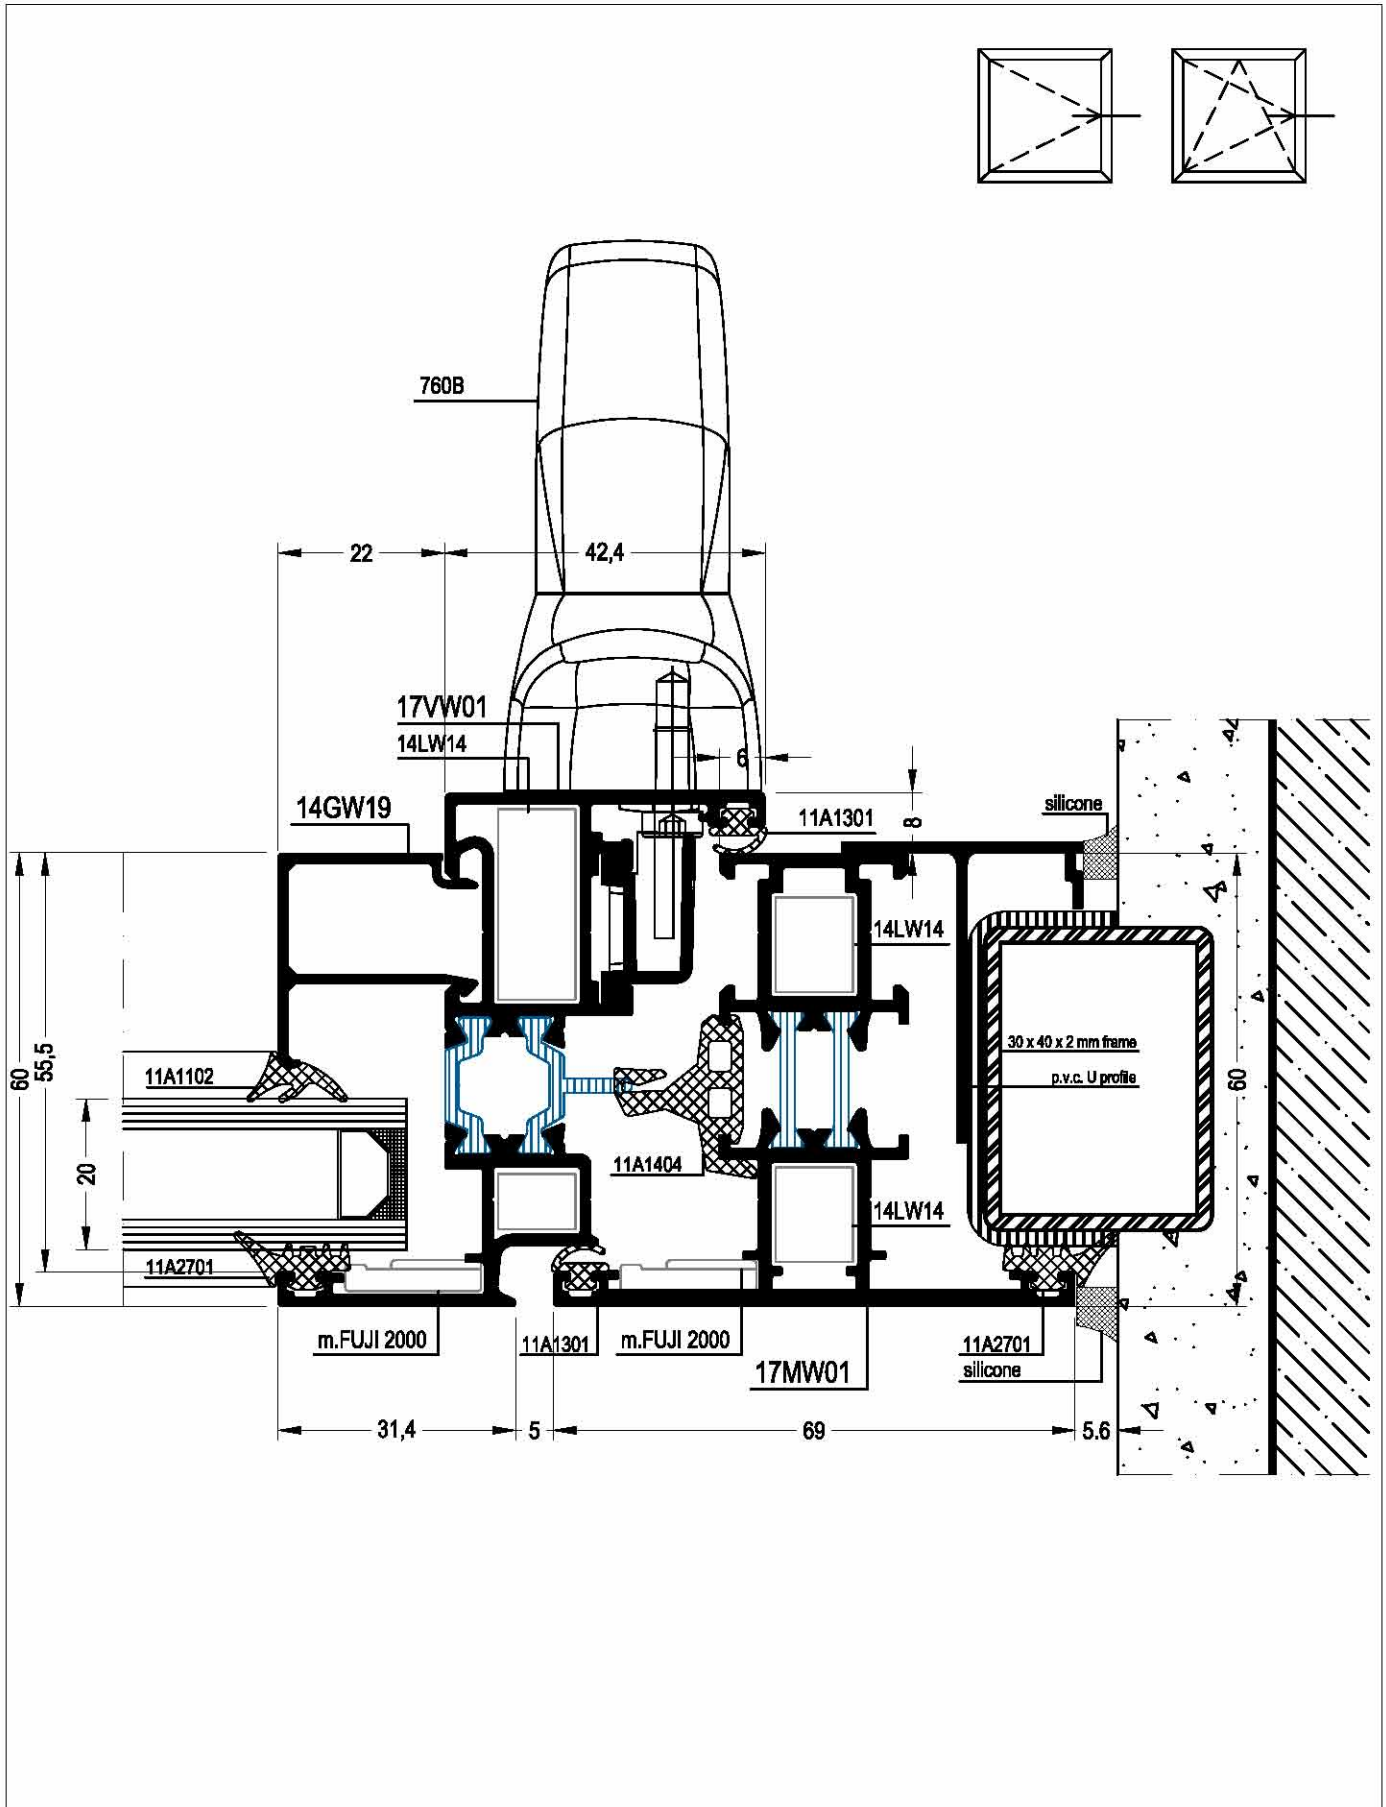 760B
22
42,4
17VW01
14LW14
6
14GW19
11A1301
8
silicone
14LW14
60
55,5
30 x 40 x 2 mm frame
60
11A1102
p.v.c. U profile
20
11A1404
14LW14
11A2701
m.FUJI 2000
11A1301
m.FUJI 2000
11A2701
17MW01
silicone
31,4
5
69
5.6